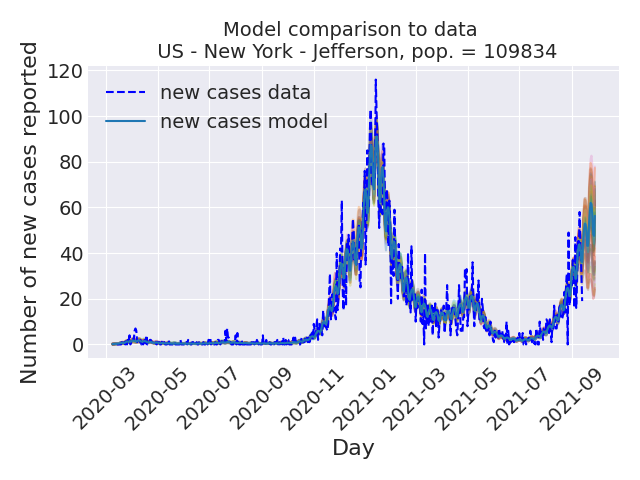 Model comparison to data
US - New York - Jefferson, pop. = 109834
Number of new cases reported
120
100
80
60
40
20
0
new cases data
new cases model
2020-03
2020-05
2020-07
2020-09
2020-11
2021-01
2021-03
2021-05
2021-07
2021-09
Day